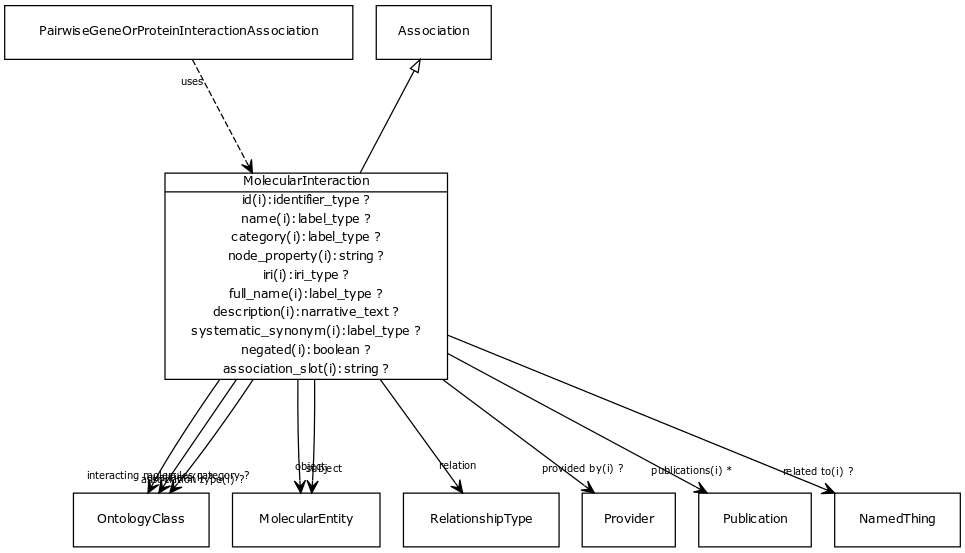 PairwiseGeneOrProteinInteractionAssociation
Association
uses
MolecularInteraction
id(i):identifier_type ?
name(i):label_type ?
category(i):label_type ?
node_property(i):string ?
iri(i):iri_type ?
full_name(i):label_type ?
description(i):narrative_text ?
systematic_synonym(i):label_type ?
negated(i):boolean ?
association_slot(i):string ?
interacting molecules category ?
association type(i) ?
object
subject
relation
provided by(i) ?
publications(i) *
related to(i) ?
OntologyClass
MolecularEntity
RelationshipType
Provider
Publication
NamedThing